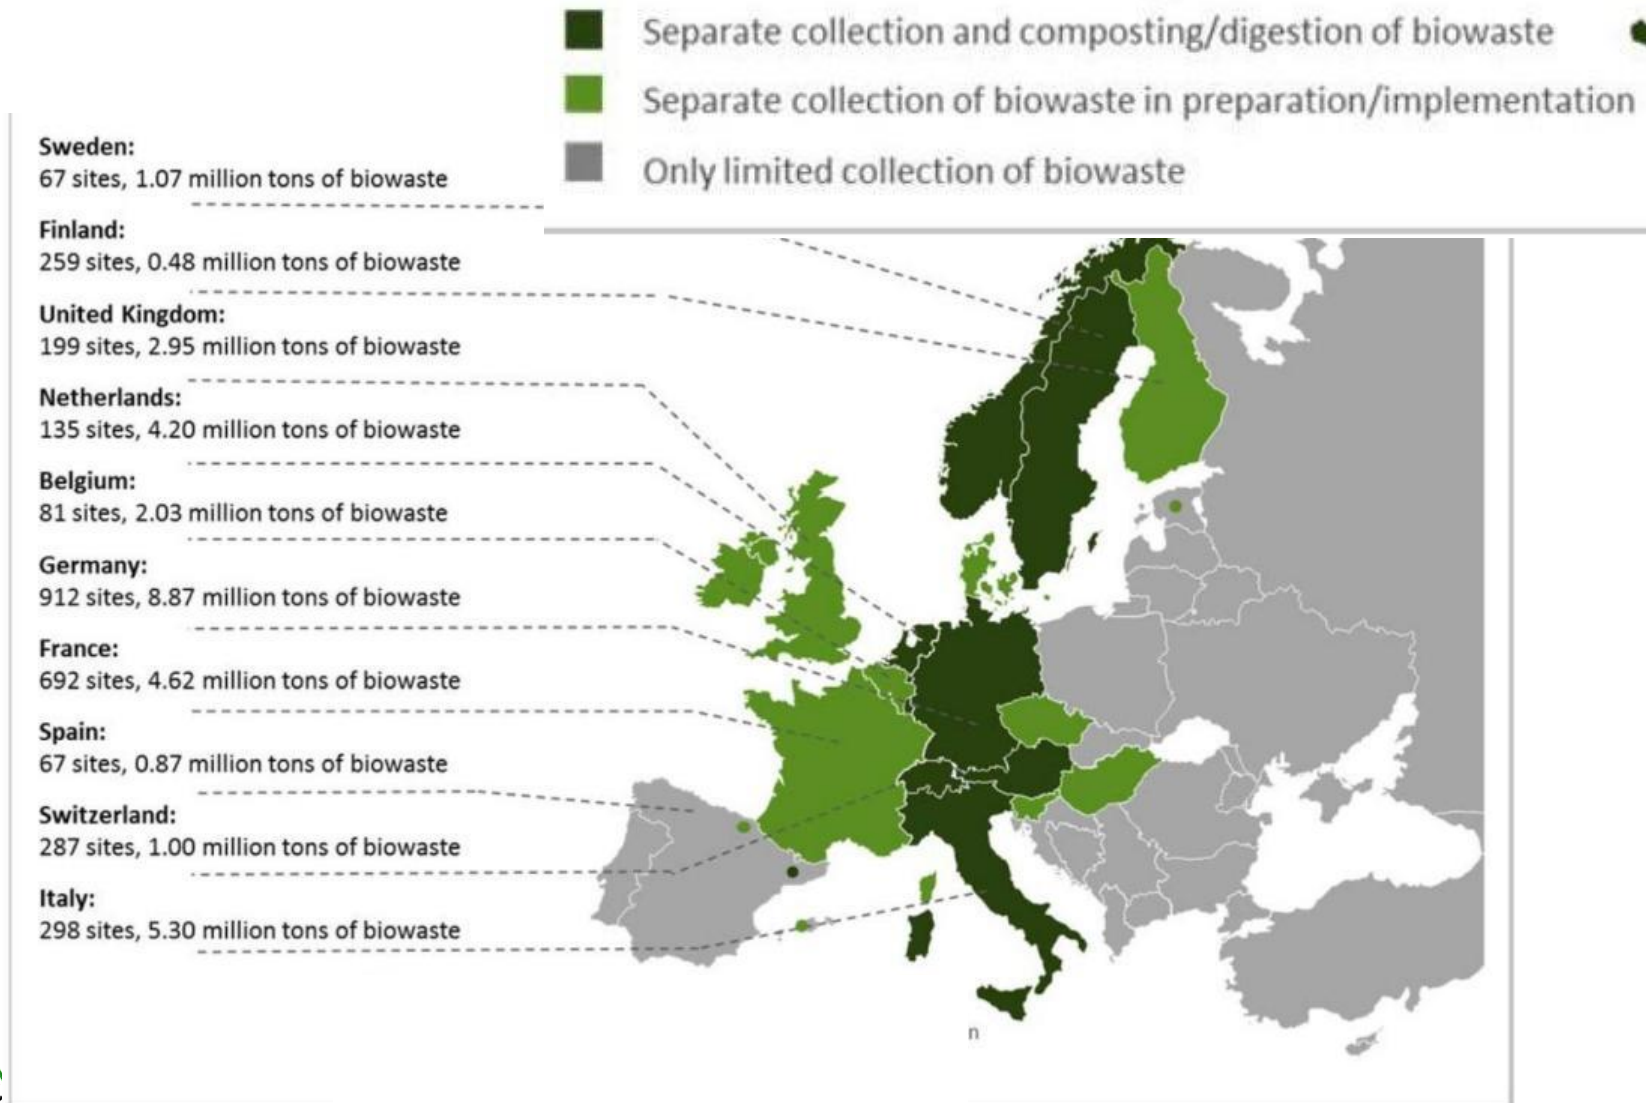 Separate collection and composting/digestion of biowaste
Separate collection of biowaste in preparation/implementation
Only limited collection of biowaste
Sweden:
67 sites, 1.07 million tons of biowaste
Finland:
259 sites, 0.48 million tons of biowaste
United Kingdom:
199 sites, 2.95 million tons of biowaste
Netherlands:
135 sites, 4.20 million tons of biowaste
Belgium:
81 sites, 2.03 million tons of biowaste
Germany:
912 sites, 8.87 million tons of biowaste
France:
692 sites, 4.62 million tons of biowaste
Spain:
67 sites, 0.87 million tons of biowaste
Switzerland:
287 sites, 1.00 million tons of biowaste
Italy:
298 sites, 5.30 million tons of biowaste
n